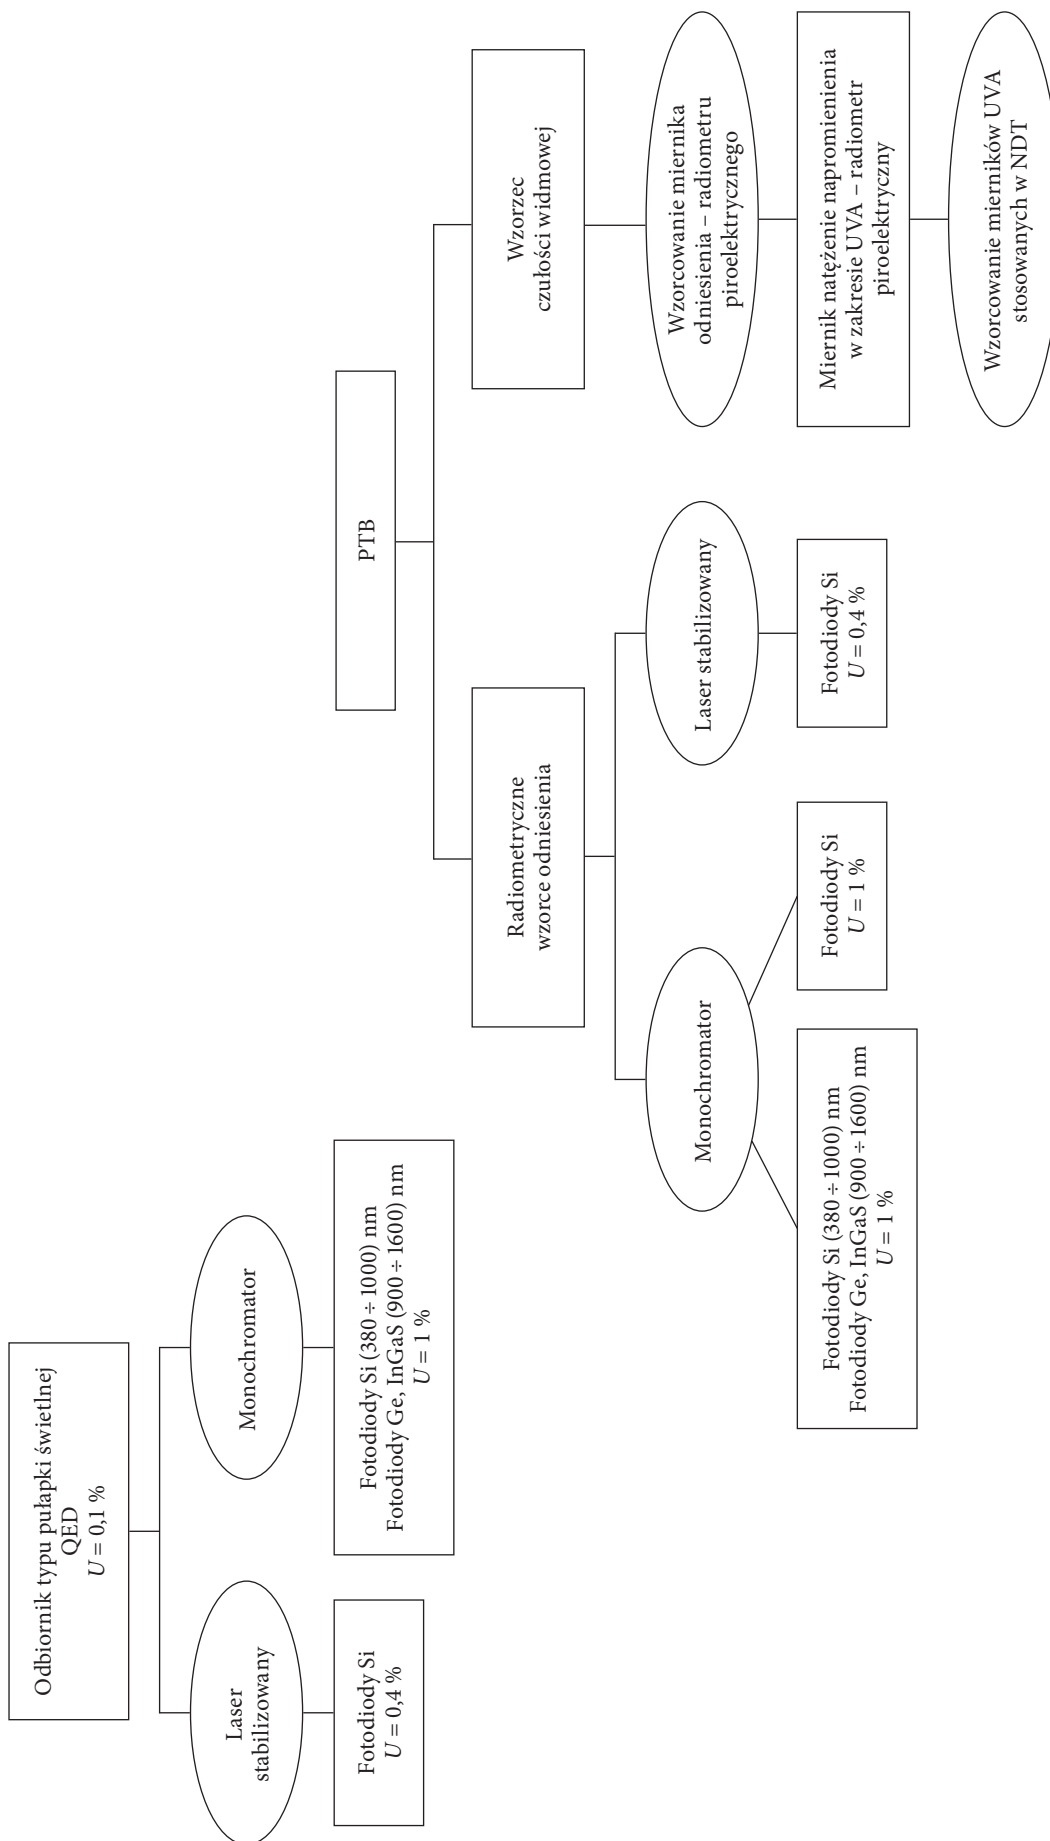 Odbiornik typu pułapki świetlnej
QED
U = 0,1 %
Laser
stabilizowany
Monochromator
Fotodiody Si
U = 0,4 %
Fotodiody Si (380 ÷ 1000) nm
Fotodiody Ge, InGaS (900 ÷ 1600) nm
U = 1 %
PTB
Radiometryczne
wzorce odniesienia
Wzorzec
czułości widmowej
Monochromator
Laser stabilizowany
Wzorcowanie miernika
odniesienia – radiometru
piroelektrycznego
Fotodiody Si (380 ÷ 1000) nm
Fotodiody Ge, InGaS (900 ÷ 1600) nm
U = 1 %
Fotodiody Si
U = 1 %
Fotodiody Si
U = 0,4 %
Miernik natężenie napromienienia
w zakresie UVA – radiometr
piroelektryczny
Wzorcowanie mierników UVA
stosowanych w NDT